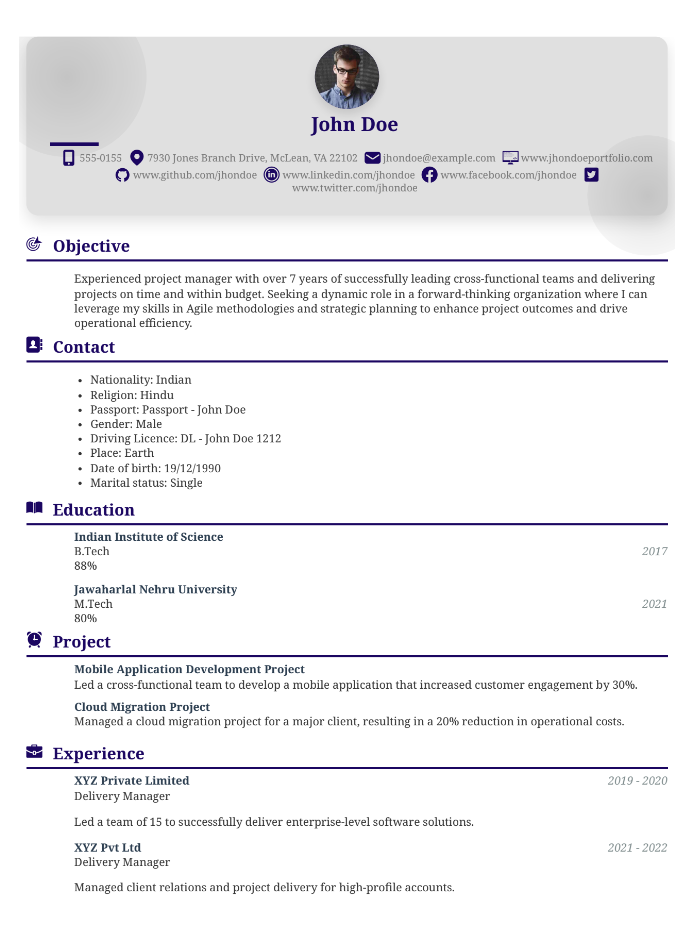 John Doe
555-0155 7930 Jones Branch Drive, McLean, VA 22102 jhondoe@example.com www.jhondoeportfolio.com
www.github.com/jhondoe www.linkedin.com/jhondoe www.facebook.com/jhondoe
www.twitter.com/jhondoe
Objective
Experienced project manager with over 7 years of successfully leading cross-functional teams and delivering
projects on time and within budget. Seeking a dynamic role in a forward-thinking organization where I can
leverage my skills in Agile methodologies and strategic planning to enhance project outcomes and drive
operational efficiency.
Contact
• Nationality: Indian
• Religion: Hindu
• Passport: Passport - John Doe
• Gender: Male
• Driving Licence: DL - John Doe 1212
• Place: Earth
• Date of birth: 19/12/1990
• Marital status: Single
Education
Indian Institute of Science
B.Tech 2017
88%
Jawaharlal Nehru University
M.Tech 2021
80%
Project
Mobile Application Development Project
Led a cross-functional team to develop a mobile application that increased customer engagement by 30%.
Cloud Migration Project
Managed a cloud migration project for a major client, resulting in a 20% reduction in operational costs.
Experience
XYZ Private Limited 2019 - 2020
Delivery Manager
Led a team of 15 to successfully deliver enterprise-level software solutions.
XYZ Pvt Ltd 2021 - 2022
Delivery Manager
Managed client relations and project delivery for high-profile accounts.